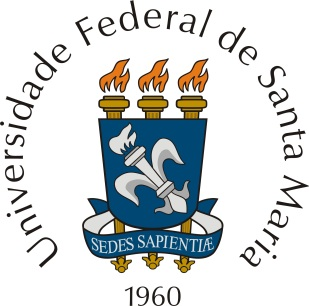 Universidade Federal de Santa Maria
SEDES SAPIENTIÆ
1960